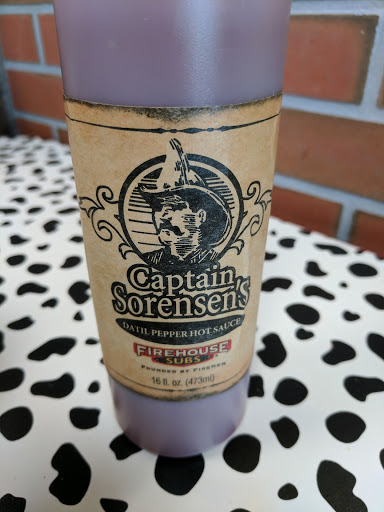 Captain
Sorensen's
DATIL PEPPER HOT SAUCE
FIREHOUSE
SUBS
FOUNDED BY FIREMEN
16 fl. oz. (473ml)